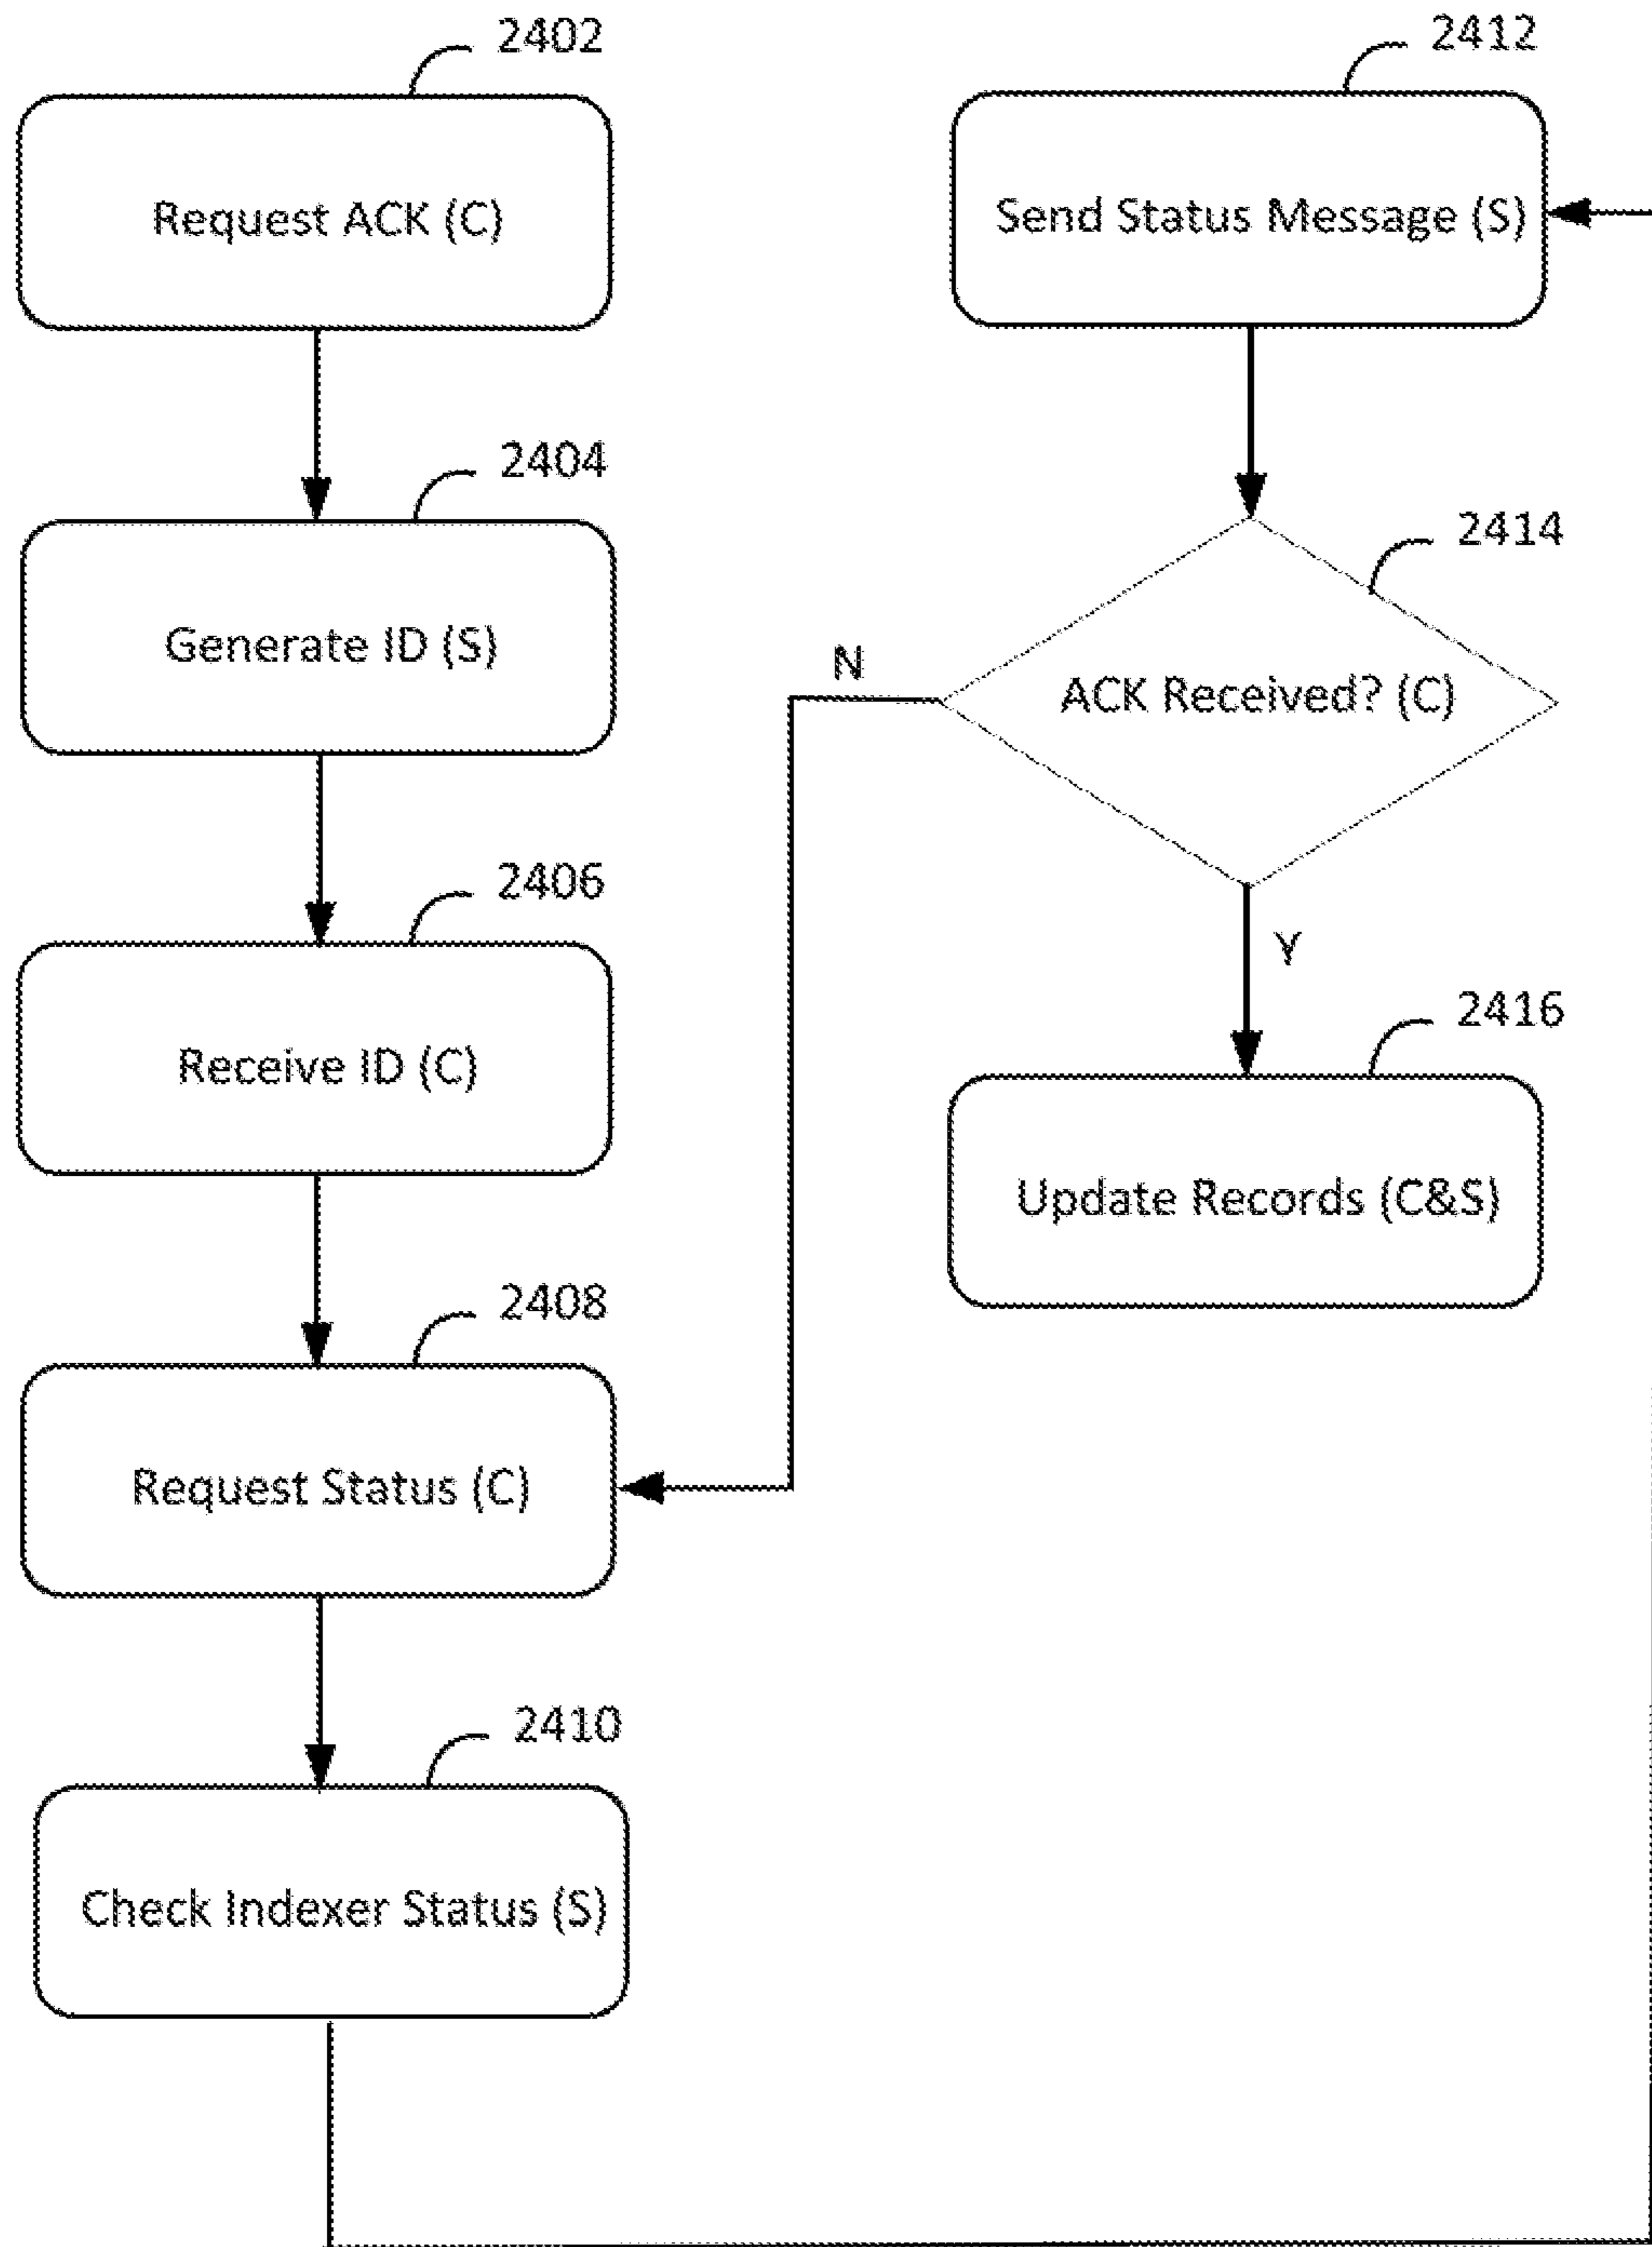 2402
Request ACK (C)
2404
Generate ID (S)
2406
Receive ID (C)
2408
Request Status (C)
2410
Check Indexer Status (S)
2412
Send Status Message (S)
2414
ACK Received? (C)
N
Y
2416
Update Records (C&S)